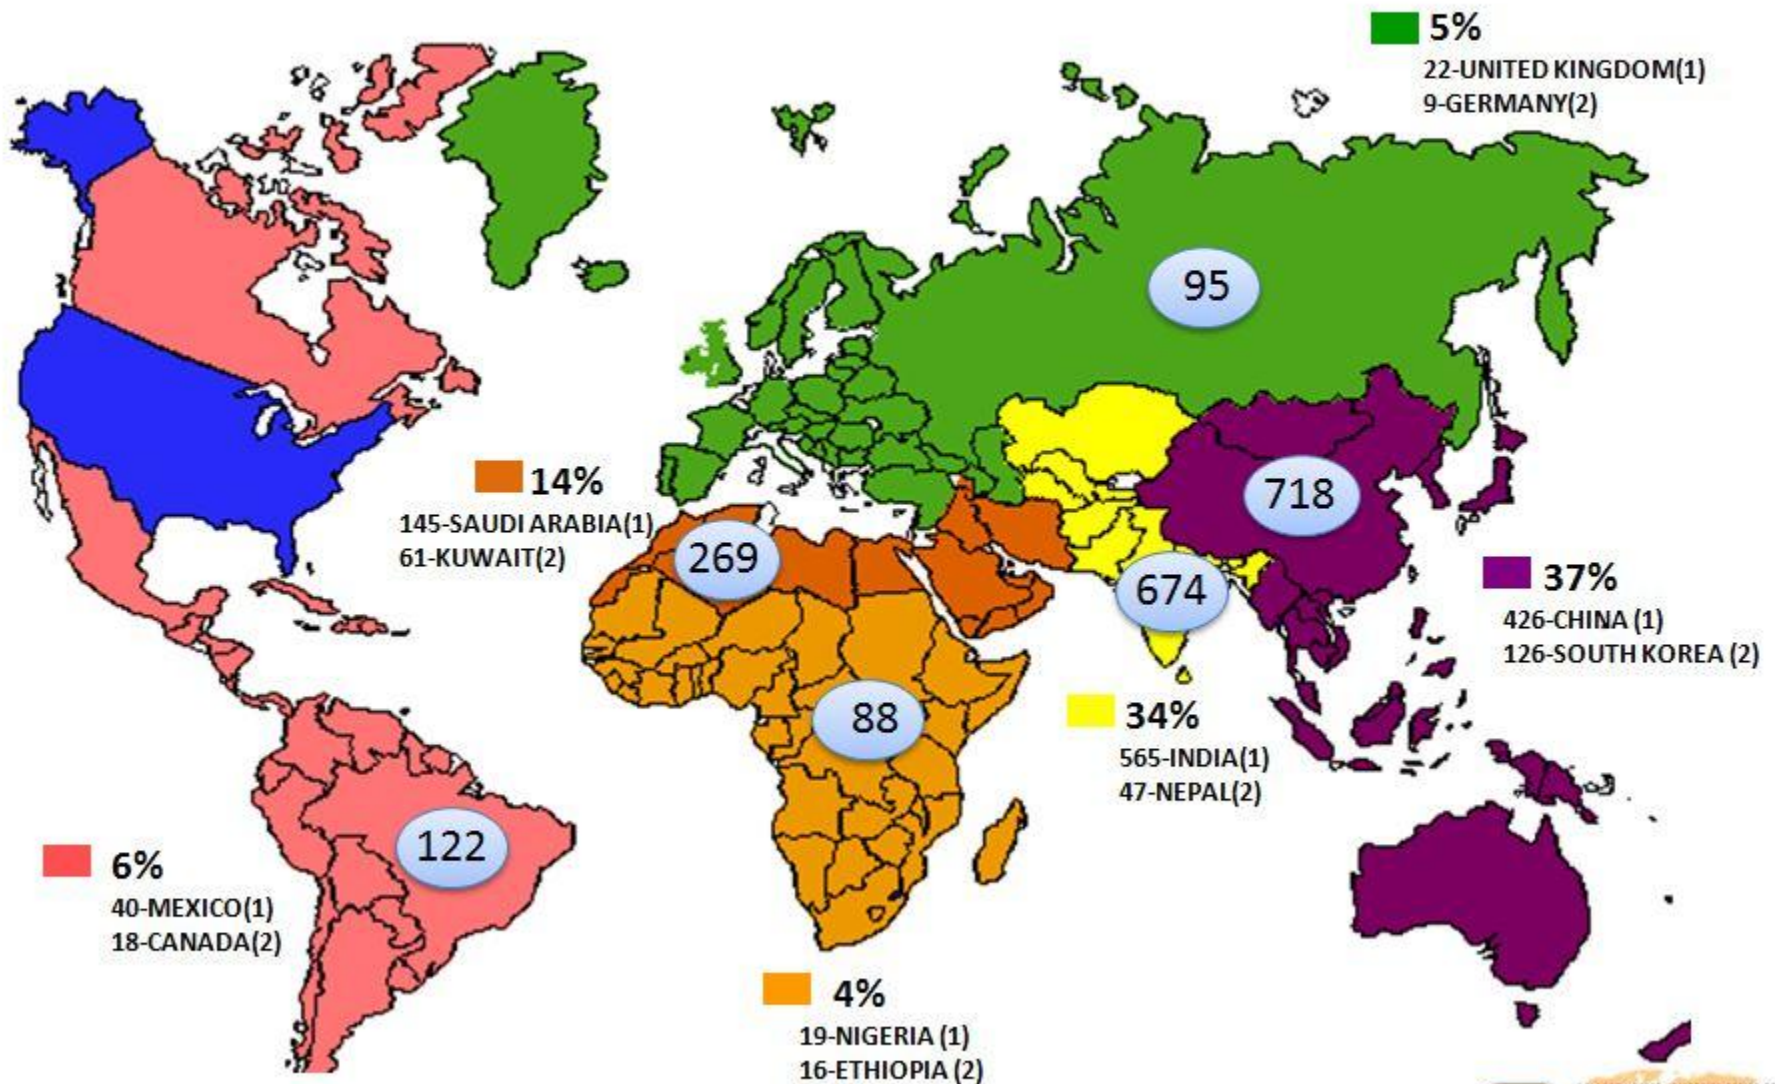 5%
22-UNITED KINGDOM(1)
9-GERMANY(2)
95
14%
145-SAUDI ARABIA(1)
61-KUWAIT(2)
269
718
674
37%
426-CHINA (1)
126-SOUTH KOREA (2)
88
34%
565-INDIA(1)
47-NEPAL(2)
122
6%
40-MEXICO(1)
18-CANADA(2)
4%
19-NIGERIA (1)
16-ETHIOPIA (2)